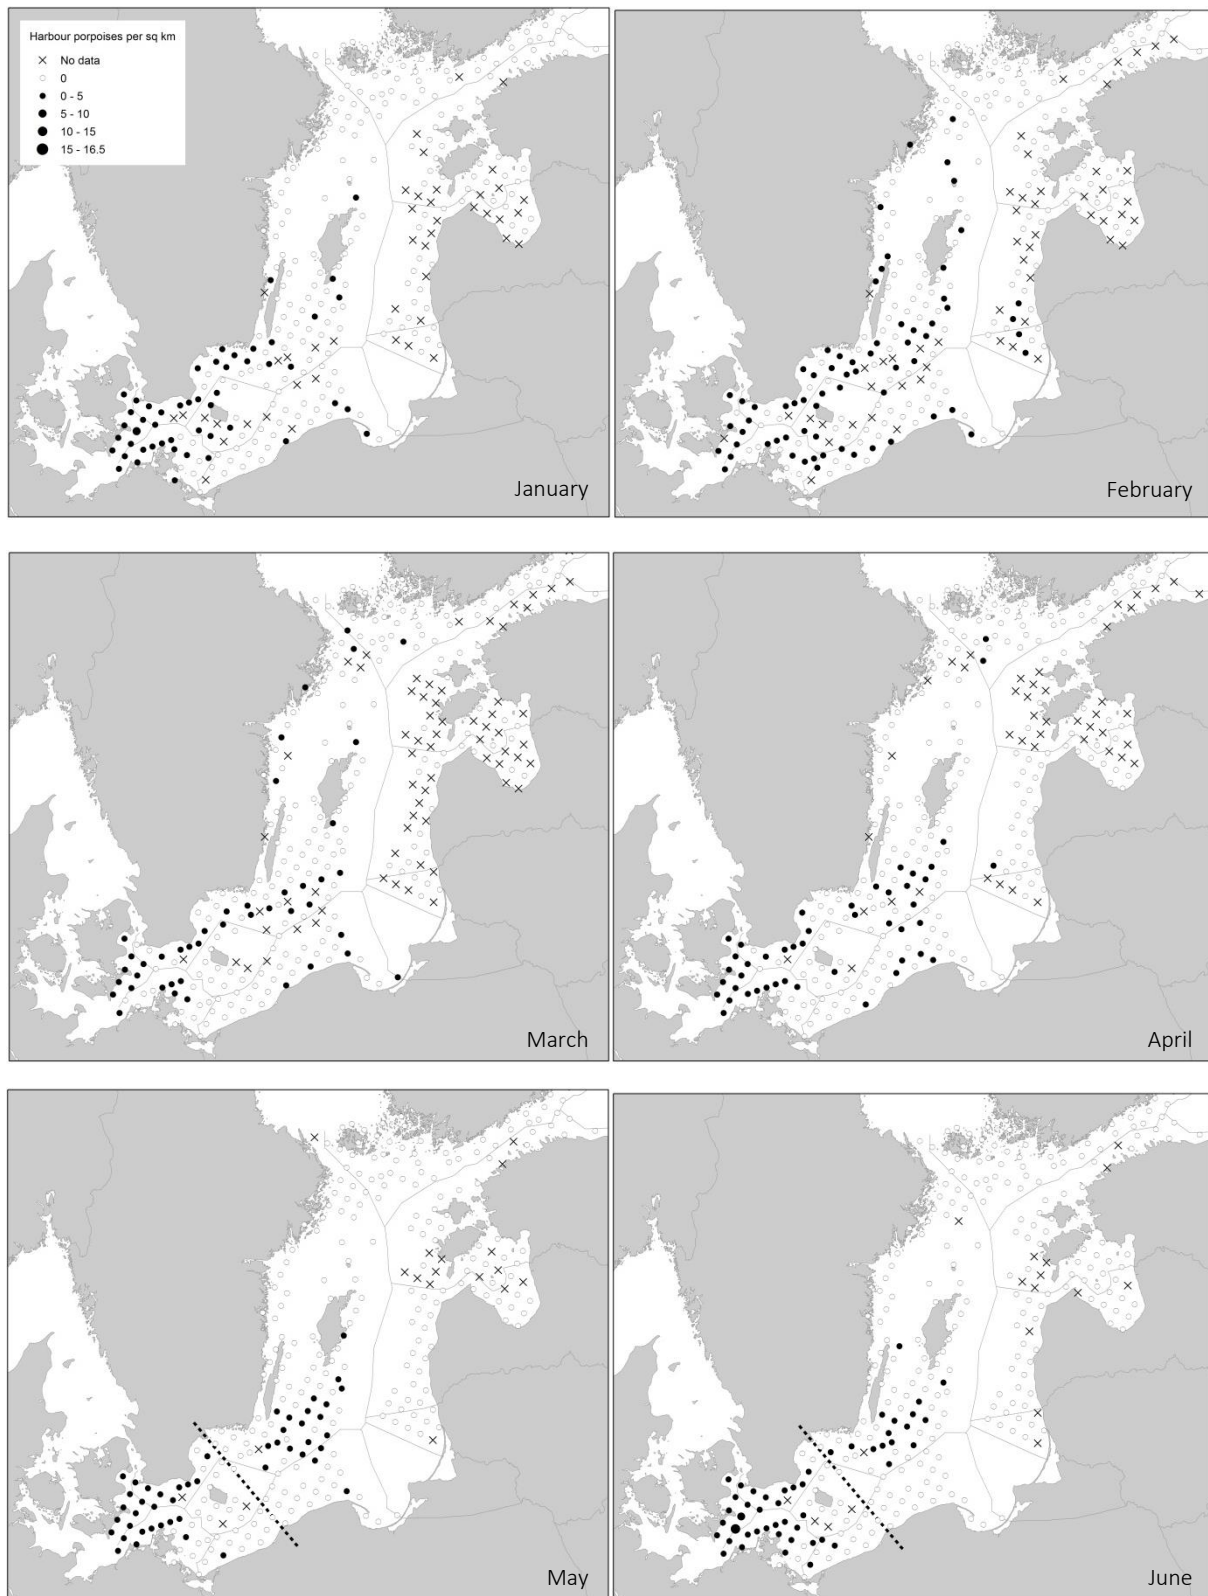 Harbour porpoises per sq km
No data
0
0 - 5
5 - 10
10 - 15
15 - 16.5
January
February
March
April
May
June